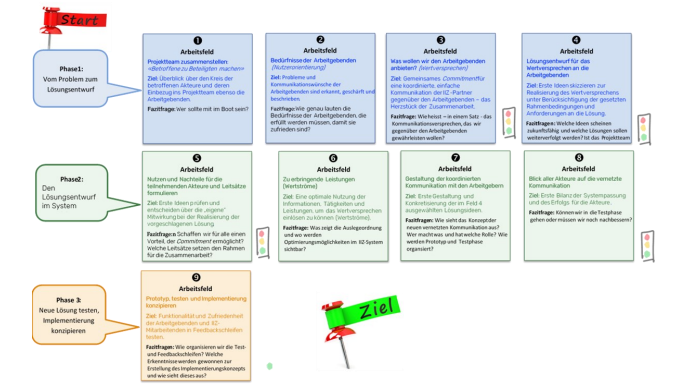 Start
Phase1:
Vom Problem zum
Lösungsentwurf
❶
Arbeitsfeld
Projektteam zusammenstellen:
«Betroffene zu Beteiligten machen»
Ziel: Überblick über den Kreis der
betroffenen Akteure und deren
Einbezug ins Projektteam ebenso die
Arbeitgebenden.
Fazitfrage: Wer sollte mit im Boot sein?
❷
Arbeitsfeld
Bedürfnisse der Arbeitgebenden
(Nutzerorientierung)
Ziel: Probleme und
Kommunikationswünsche der
Arbeitgebenden sind erkannt, geschärft und
beschrieben.
Fazitfrage:Wie genau laufen die
Bedürfnisse der Arbeitgebenden, die
erfüllt werden müssen, damit sie
zufrieden sind?
❸
Arbeitsfeld
Was wollen wir den Arbeitgebenden
anbieten? (Wertversprechen)
Ziel: Gemeinsames Commitment für
eine koordinierte, einfache
Kommunikation der IIZ-Partner
gegenüber den Arbeitgebenden – das
Herzstück der Zusammenarbeit.
Fazitfrage: Wie heisst – in einem Satz - das
Kommunikationsversprechen, das wir
gegenüber den Arbeitgebenden
gewährleisten wollen?
❹
Arbeitsfeld
Lösungsentwurf für das
Wertversprechen an die
Arbeitgebenden
Ziel: Erste Ideen skizzieren zur
Realisierung des Wertversprechens
unter Berücksichtigung der gesetzten
Rahmenbedingungen und
Anforderungen an die Lösung.
Fazitfrage: Welche Ideen scheinen
zukunftsfähig und welche Lösungen sollen
weiterverfolgt werden? Ist das Projektteam
Phase2:
Den
Lösungsentwurf
im System
❺
Arbeitsfeld
Nutzen und Nachteile für die
teilnehmenden Akteure und Leitsätze
formulieren
Ziel: Erste Ideen prüfen und
entscheiden über die „eigene"
Mitwirkung bei der Realisierung der
vorgeschlagenen Lösung.
Fazitfrage:n Schaffen wir für alle einen
Vorteil, der Commitment ermöglicht?
Welche Leitsätze setzen den Rahmen
für die Zusammenarbeit?
❻
Arbeitsfeld
Zu erbringende Leistungen
(Wertströme)
Ziel: Eine optimale Nutzung der
Informationen, Tätigkeiten und
Leistungen, um das Wertversprechen
einlösen zu können (Wertströme).
Fazitfrage: Was zeigt die Auslegeordnung
und wo werden
Optimierungsmöglichkeiten im IIZ-System
sichtbar?
❼
Arbeitsfeld
Gestaltung der koordinierten
Kommunikation mit den Arbeitgebern
Ziel: Erste Gestaltung und
Konkretisierung der im Feld 4
ausgewählten Lösungsideen.
Fazitfrage: Wie sieht das Konzept der
neuen vernetzten Kommunikation aus?
Wer macht was und hat welche Rolle? Wie
werden Prototyp und Testphase
organisiert?
❽
Arbeitsfeld
Blick aller Akteure auf die vernetzte
Kommunikation
Ziel: Erste Bilanz der Systempassung
und des Erfolgs für die Akteure.
Fazitfrage: Können wir in die Testphase
gehen oder müssen wir noch nachbessern?
Phase 3:
Neue Lösung testen,
Implementierung
konzipieren
❾
Arbeitsfeld
Prototyp, testen und Implementierung
konzipieren
Ziel: Funktionalität und Zufriedenheit
der Arbeitgebenden und IIZ-
Mitarbeitenden in Feedbackschleifen
testen.
Fazitfragen: Wie organisieren wir die Test-
und Feedbackschleifen? Welche
Erkenntnisse werden gewonnen zur
Erstellung des Implementierungskonzepts
und wie sieht dieses aus?
Ziel